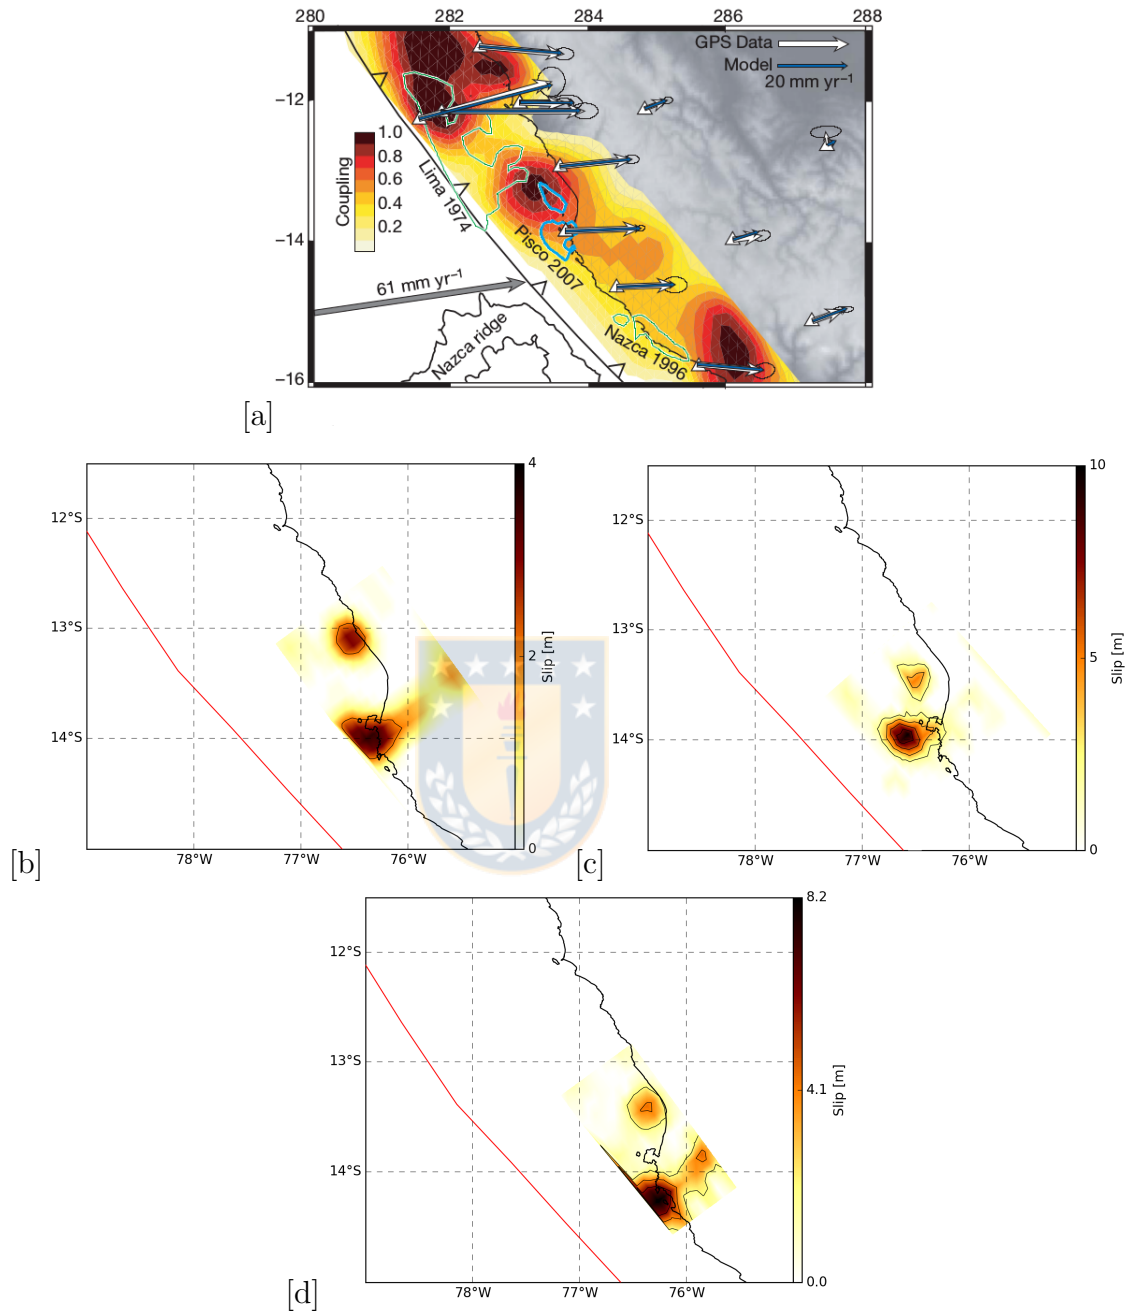 280 282 284 286 288
GPS Data
Model
20 mm yr⁻¹
−12
−14
−16
1.0
0.8
0.6
0.4
0.2
Coupling
Lima 1974
Pisco 2007
61 mm yr⁻¹
Nazca ridge
Nazca 1996
[a]
4
2
0
Slip [m]
12°S
13°S
14°S
78°W 77°W 76°W
[b]
10
5
0
Slip [m]
12°S
13°S
14°S
78°W 77°W 76°W
[c]
8.2
4.1
0.0
Slip [m]
12°S
13°S
14°S
78°W 77°W 76°W
[d]